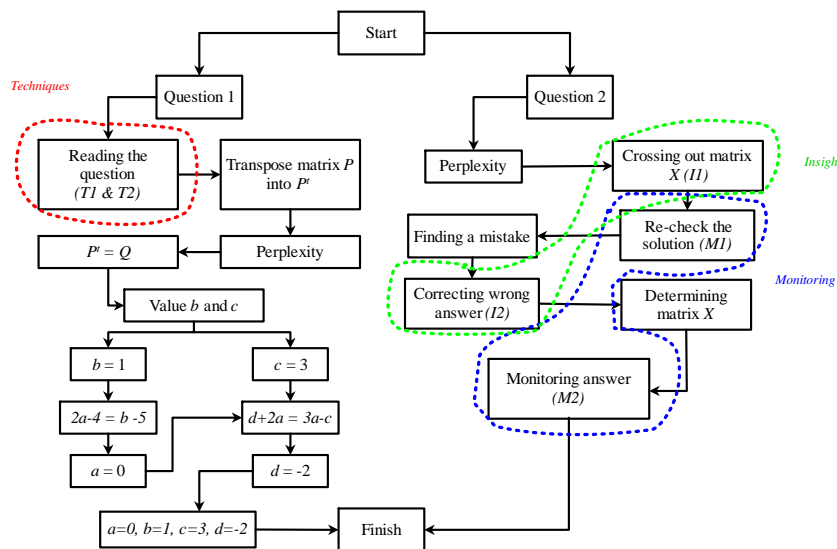 Start
Techniques
Question 1
Question 2
Reading the
question
(T1 & T2)
Transpose matrix P
into Pᵗ
Perplexity
Crossing out matrix
X (I1)
Insigh
Pᵗ = Q
Perplexity
Finding a mistake
Re-check the
solution (M1)
Monitoring
Value b and c
Correcting wrong
answer (I2)
Determining
matrix X
b = 1
c = 3
Monitoring answer
(M2)
2a-4 = b -5
d+2a = 3a-c
a = 0
d = -2
a=0, b=1, c=3, d=-2
Finish